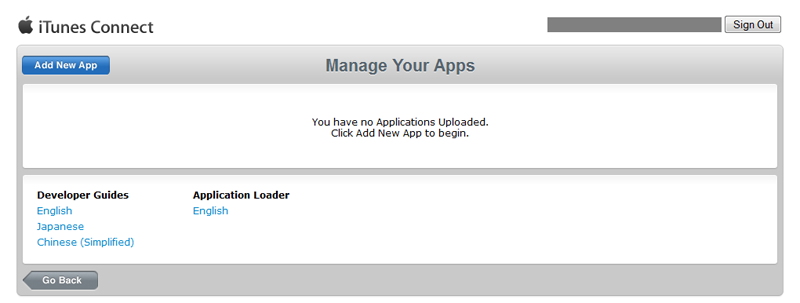 iTunes Connect
Sign Out
Add New App
Manage Your Apps
You have no Applications Uploaded.
Click Add New App to begin.
Developer Guides
Application Loader
English
English
Japanese
Chinese (Simplified)
Go Back